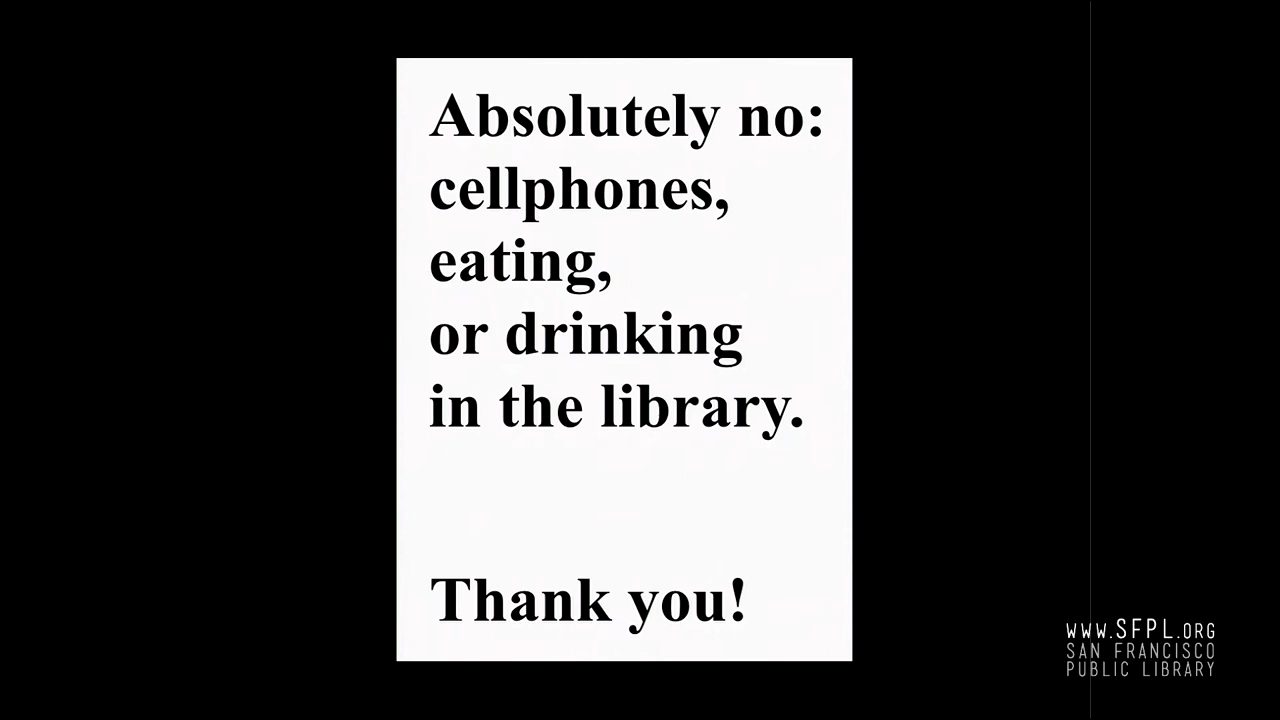 Absolutely no:
cellphones,
eating,
or drinking
in the library.
Thank you!
WWW.SFPL.ORG
SAN FRANCISCO
PUBLIC LIBRARY